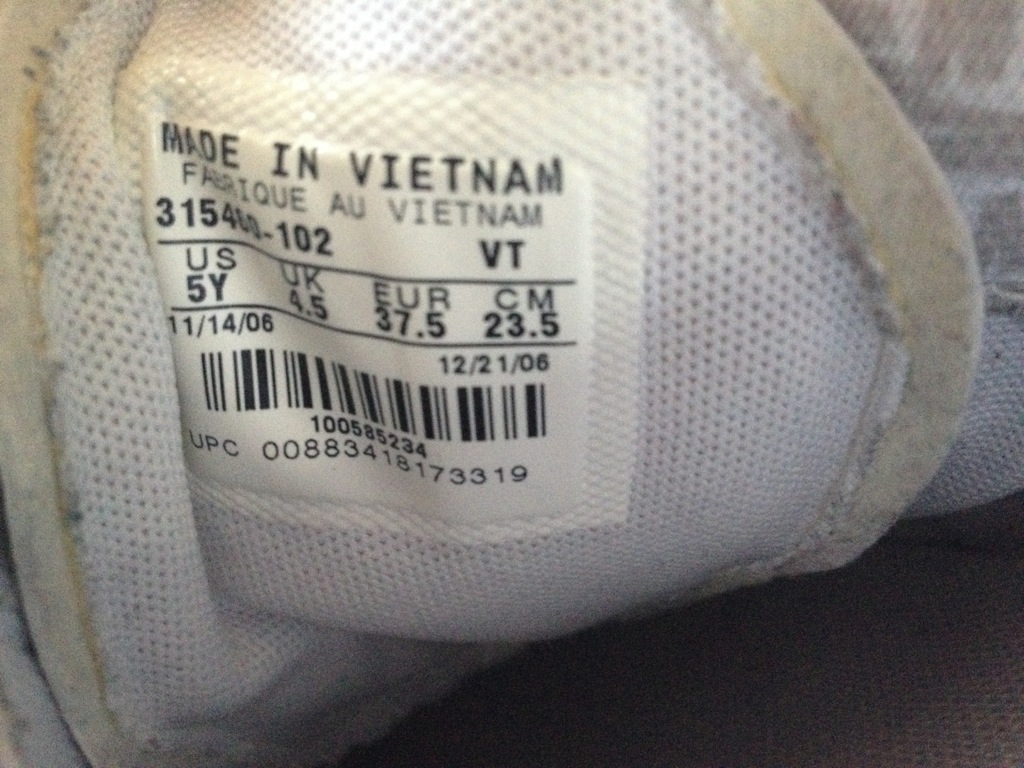 MADE IN VIETNAM
FABRIQUE AU VIETNAM
VT
US UK EUR CM
5Y 4.5 37.5 23.5
11/14/06 12/21/06
100585234
UPC 00883418173319